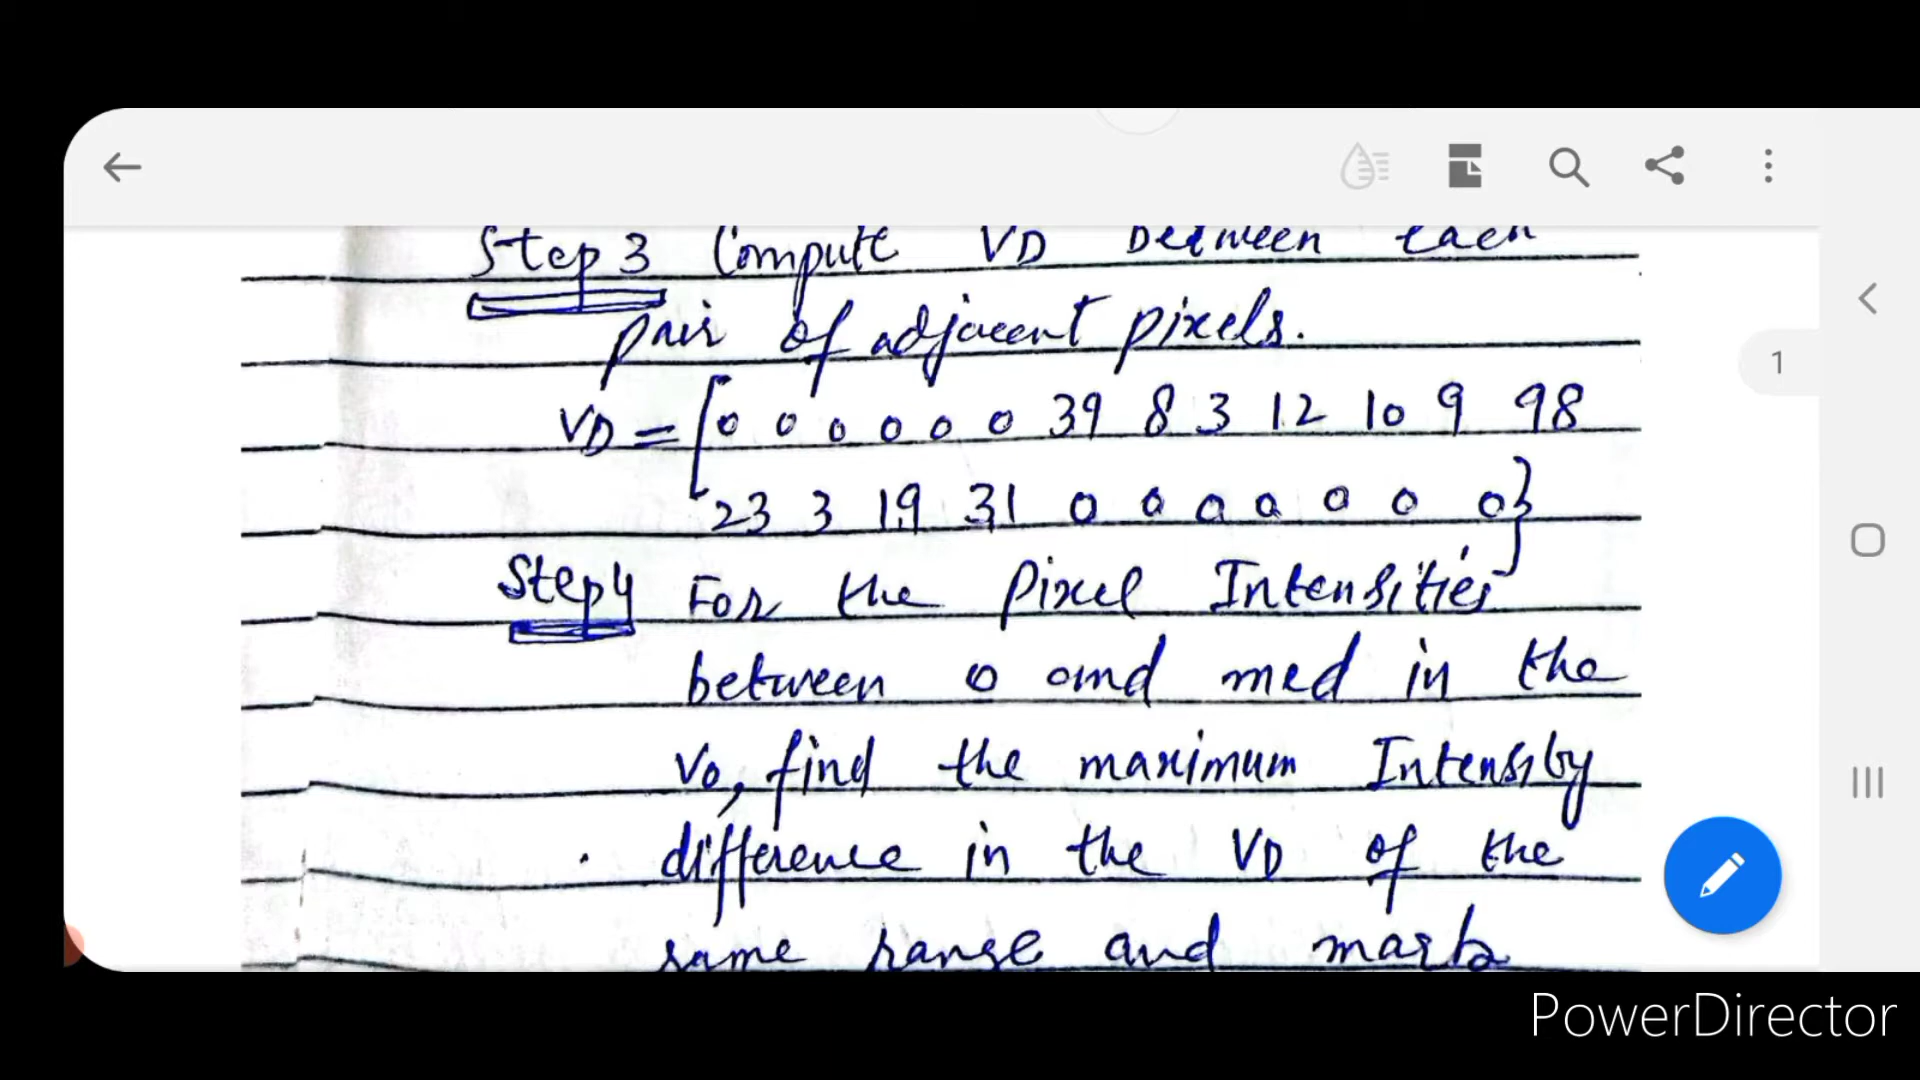 Step 3 Compute VD between each
pair of adjacent pixels.
VD = [0 0 0 0 0 0 39 8 3 12 10 9 98
23 3 19 31 0 0 0 0 0 0 0}
Step 4 For the Pixel Intensities
between 0 and med in the
Vo, find the maximum Intensity
difference in the VD of the
same range and mark
1
PowerDirector